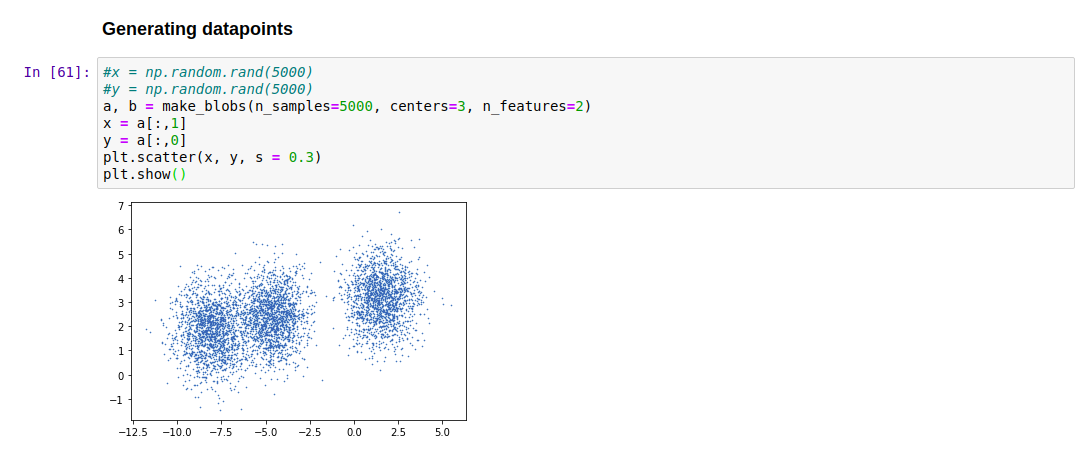 Generating datapoints
In [61]:
#x = np.random.rand(5000)
#y = np.random.rand(5000)
a, b = make_blobs(n_samples=5000, centers=3, n_features=2)
x = a[:,1]
y = a[:,0]
plt.scatter(x, y, s = 0.3)
plt.show()
7
6
5
4
3
2
1
0
−1
−12.5 −10.0 −7.5 −5.0 −2.5 0.0 2.5 5.0